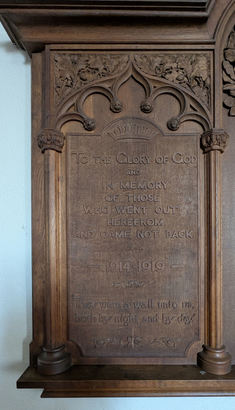 TO THE GLORY OF GOD
AND
IN MEMORY
OF THOSE
WHO WENT OUT
HEREFROM
AND CAME NOT BACK
1914-1919
They were a wall unto us,
both by night and by day